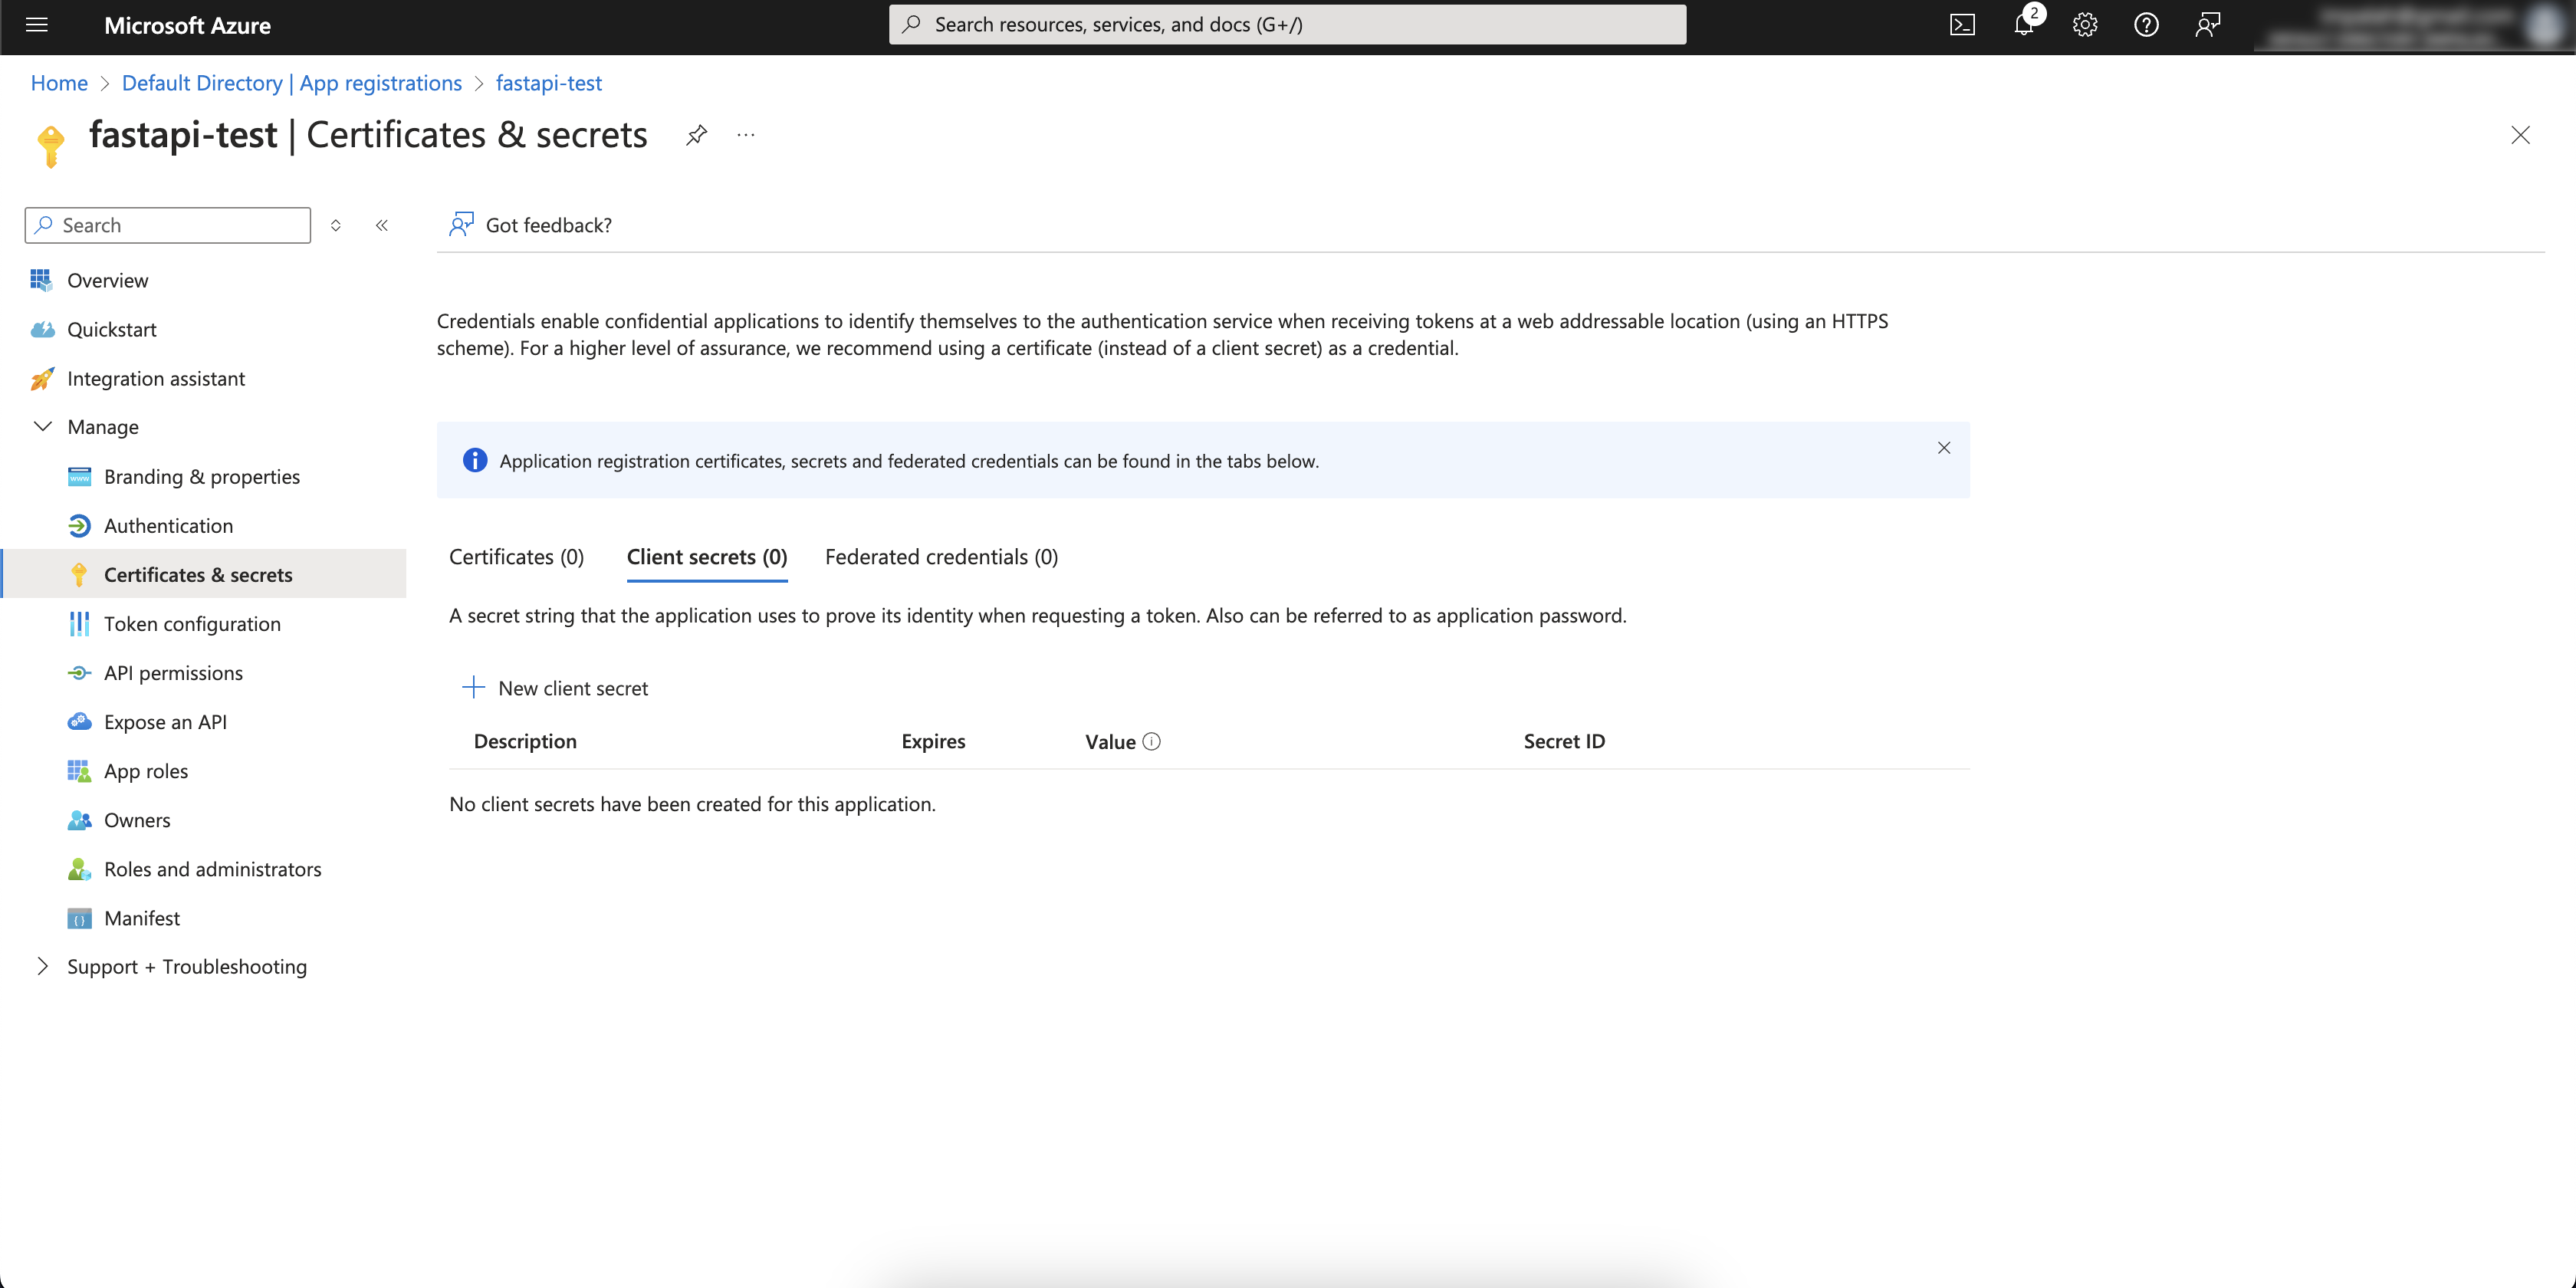 Microsoft Azure
Search resources, services, and docs (G+/)
2
Home > Default Directory | App registrations > fastapi-test
fastapi-test | Certificates & secrets
Search
Got feedback?
Overview
Quickstart
Integration assistant
Manage
Branding & properties
Authentication
Certificates & secrets
Token configuration
API permissions
Expose an API
App roles
Owners
Roles and administrators
Manifest
Support + Troubleshooting
Credentials enable confidential applications to identify themselves to the authentication service when receiving tokens at a web addressable location (using an HTTPS
scheme). For a higher level of assurance, we recommend using a certificate (instead of a client secret) as a credential.
Application registration certificates, secrets and federated credentials can be found in the tabs below.
Certificates (0) Client secrets (0) Federated credentials (0)
A secret string that the application uses to prove its identity when requesting a token. Also can be referred to as application password.
New client secret
Description Expires Value Secret ID
No client secrets have been created for this application.